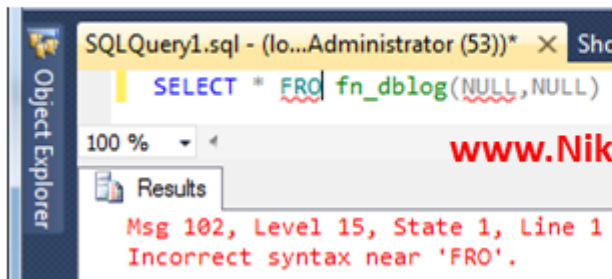 SQLQuery1.sql - (lo...Administrator (53))* × Sho
Object Explorer
SELECT * FRO fn_dblog(NULL,NULL)
100 %
www.Nik
Results
Msg 102, Level 15, State 1, Line 1
Incorrect syntax near 'FRO'.